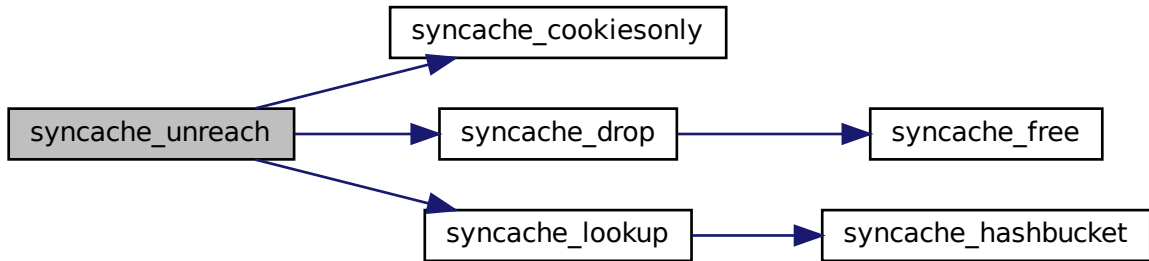 syncache_cookiesonly
syncache_unreach
syncache_drop
syncache_free
syncache_lookup
syncache_hashbucket